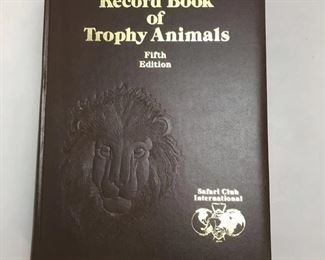 Record Book
of
Trophy Animals
Fifth
Edition
Safari Club
International